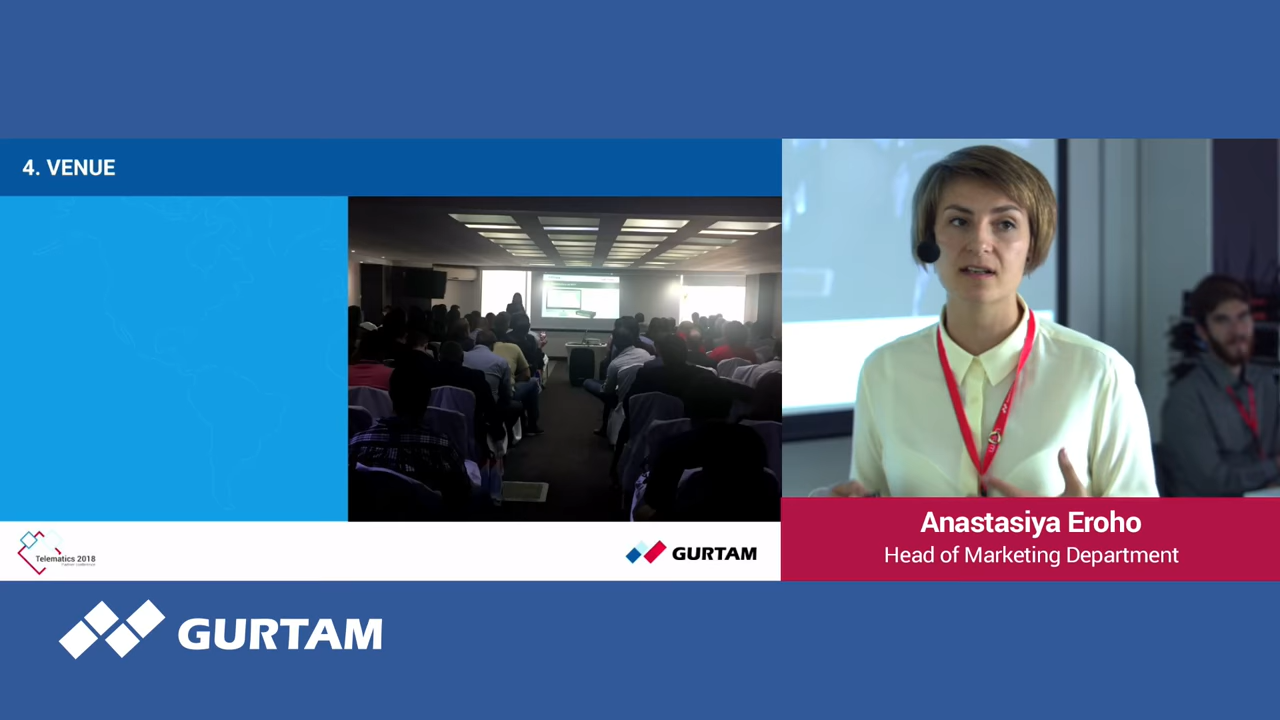 4. VENUE
Telematics 2018
GURTAM
Anastasiya Eroho
Head of Marketing Department
GURTAM